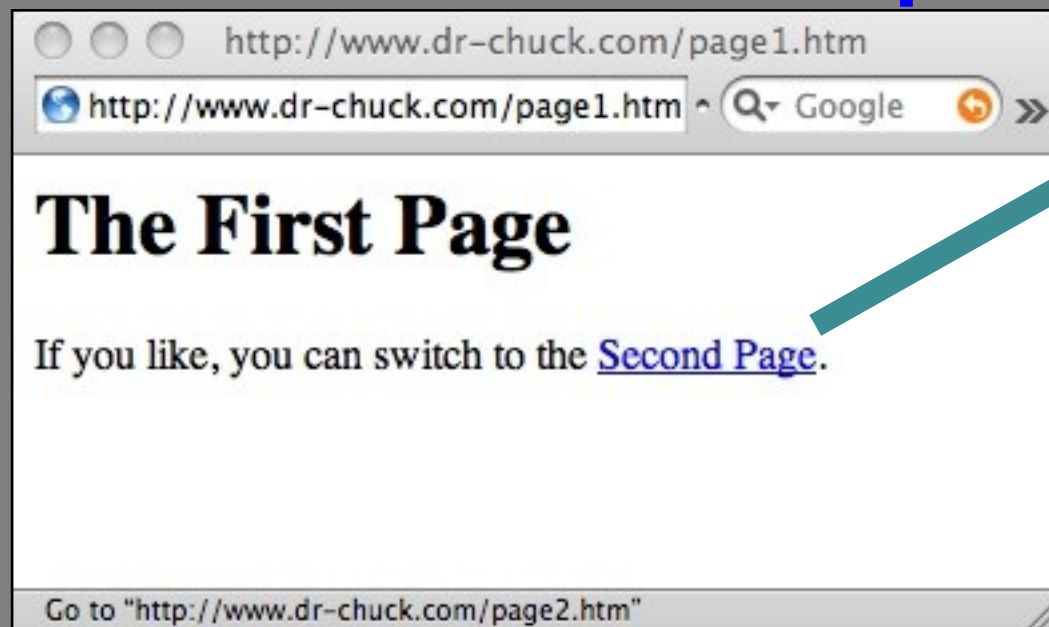 http://www.dr-chuck.com/page1.htm
http://www.dr-chuck.com/page1.htm Google
The First Page
If you like, you can switch to the Second Page.
Go to "http://www.dr-chuck.com/page2.htm"